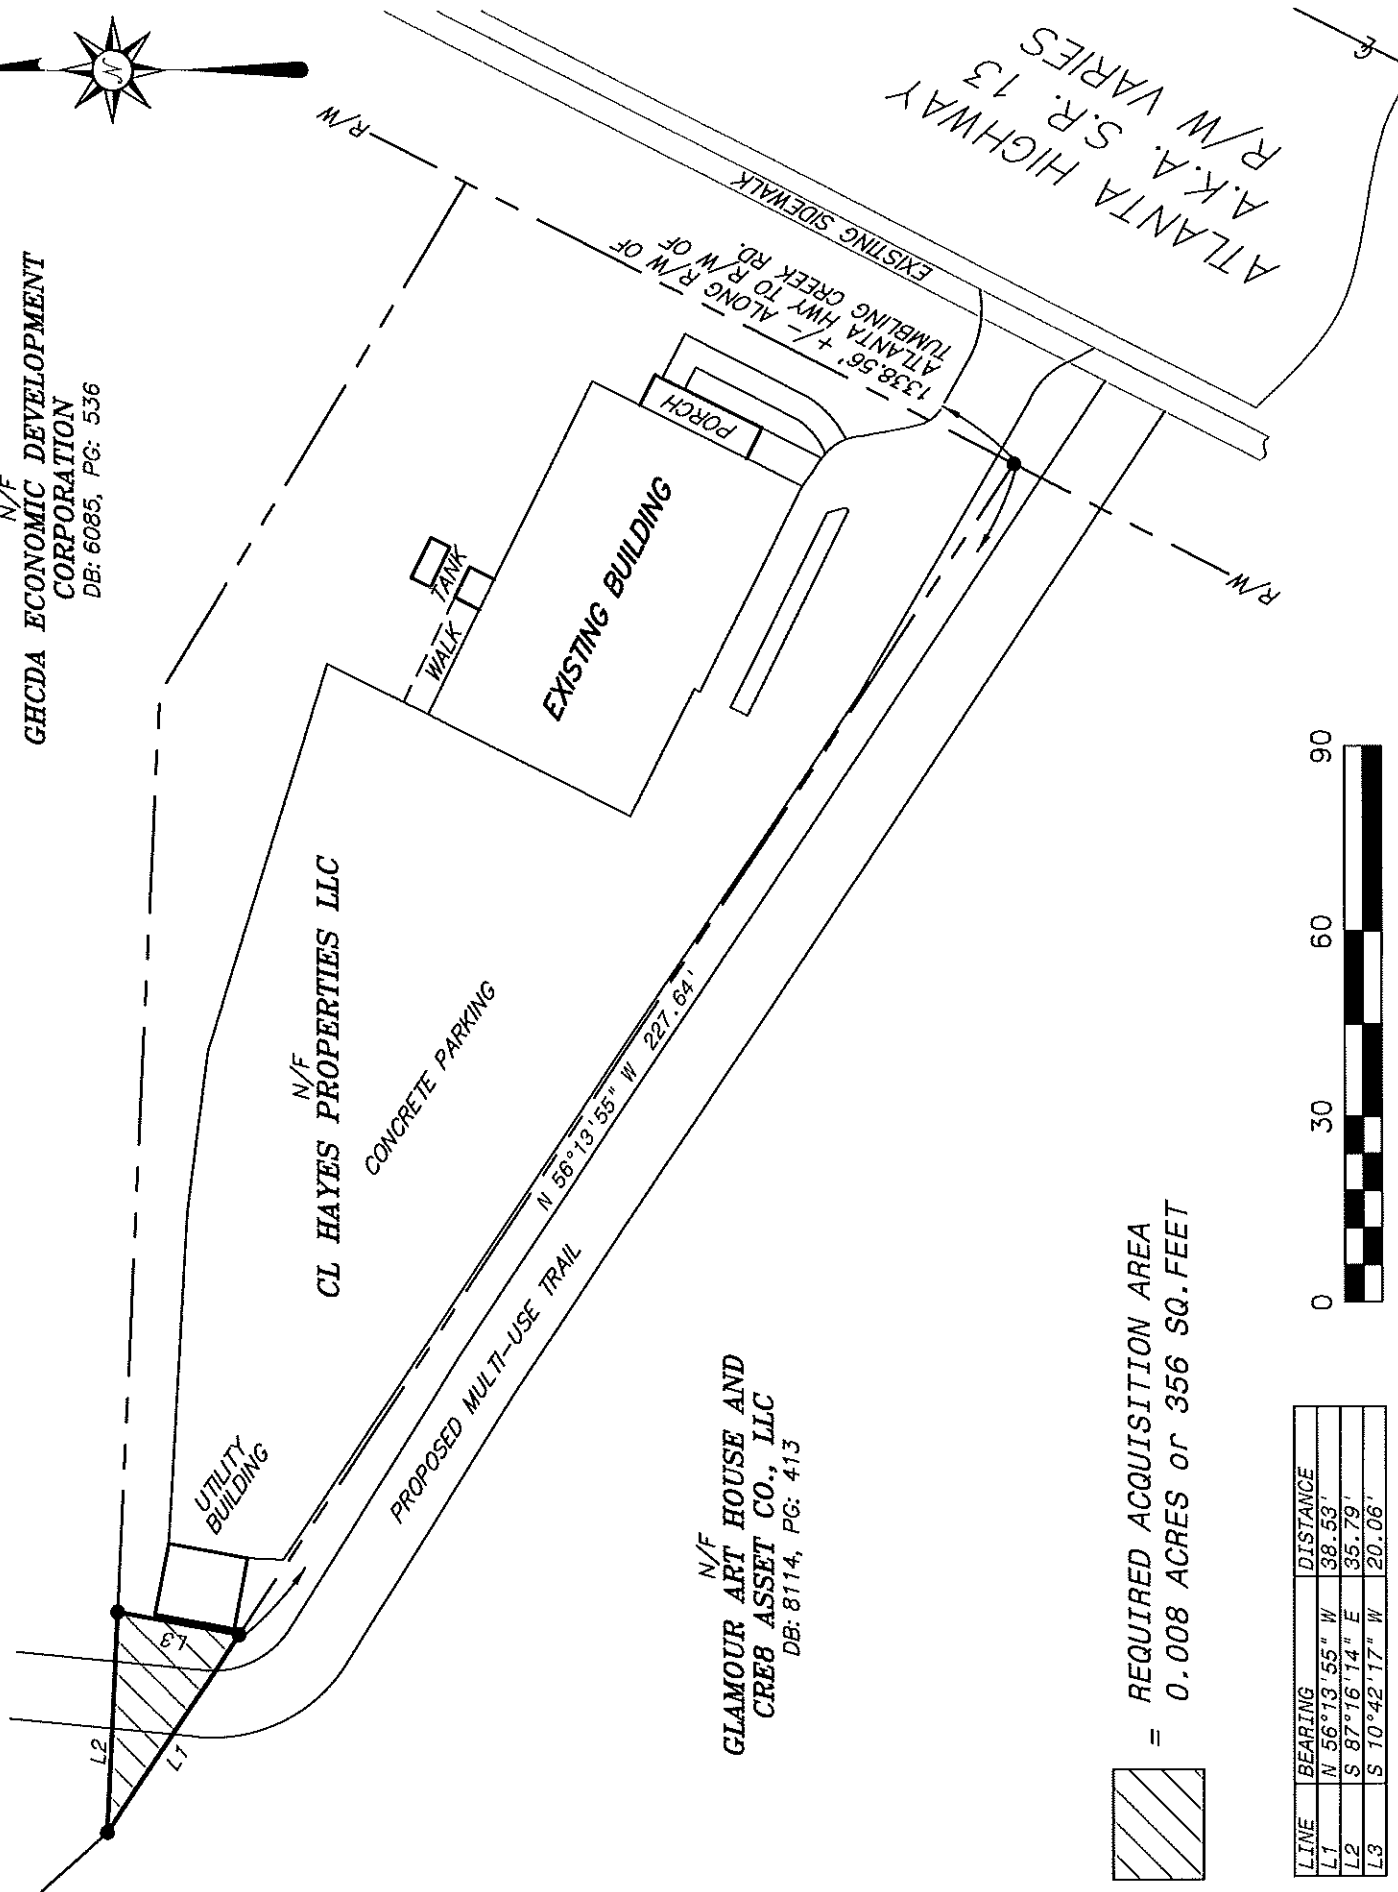 N
N/F
GHCDA ECONOMIC DEVELOPMENT
CORPORATION
DB: 6085, PG: 536
R/W
ATLANTA HIGHWAY
A.K.A. S.R. 13
R/W VARIES
EXISTING SIDEWALK
1338.56' +/- ALONG R/W OF
ATLANTA HWY TO R/W OF
TUMBLING CREEK RD.
PORCH
TANK
WALK
EXISTING BUILDING
R/W
N/F
CL HAYES PROPERTIES LLC
CONCRETE PARKING
N 56°13'55" W 227.64'
PROPOSED MULTI-USE TRAIL
UTILITY
BUILDING
L3
L2
L1
N/F
GLAMOUR ART HOUSE AND
CRE8 ASSET CO., LLC
DB: 8114, PG: 413
= REQUIRED ACQUISITION AREA
0.008 ACRES or 356 SQ.FEET
0 30 60 90
LINE BEARING DISTANCE
L1 N 56°13'55" W 38.53'
L2 S 87°16'14" E 35.79'
L3 S 10°42'17" W 20.06'